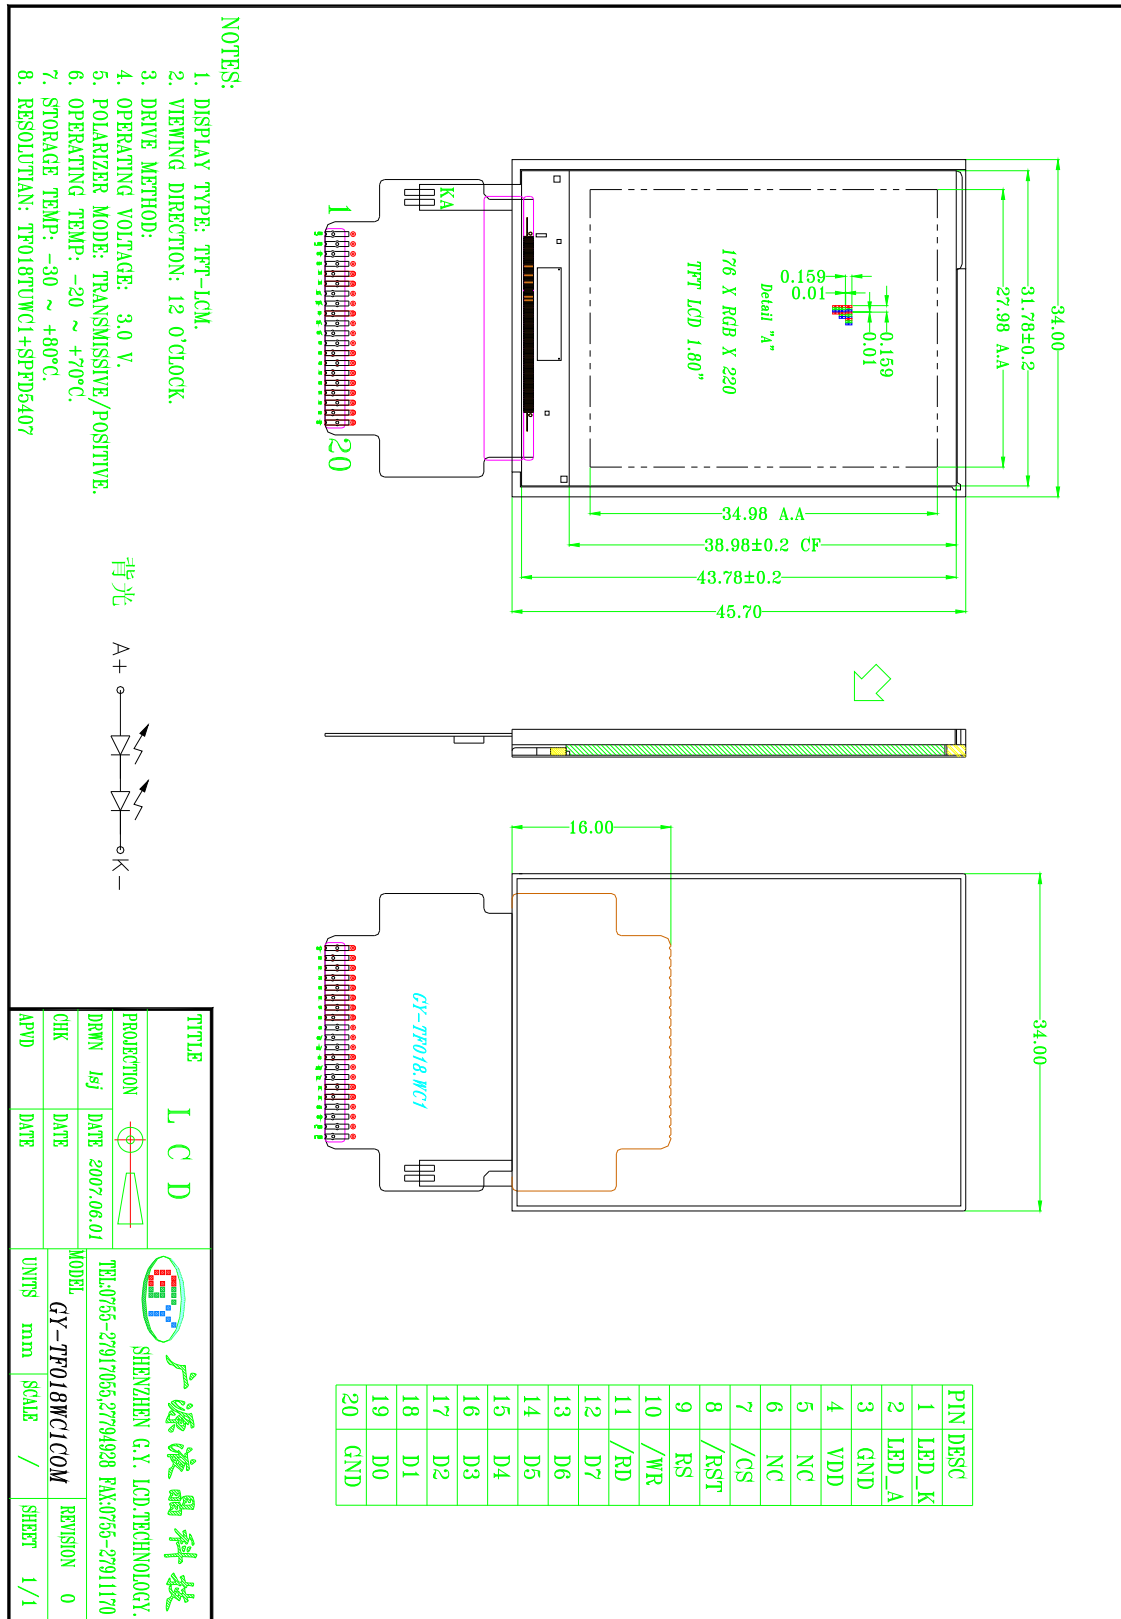 34.00
31.78±0.2
27.98 A.A
0.159
0.01
0.159
0.01
Detail "A"
176 X RGB X 220
TFT LCD 1.80"
KA
1
20
34.98 A.A
38.98±0.2 CF
43.78±0.2
45.70
16.00
34.00
GY-TF018.WC1
PIN DESC
1 LED_K
2 LED_A
3 GND
4 VDD
5 NC
6 NC
7 /CS
8 /RST
9 RS
10 /WR
11 /RD
12 D7
13 D6
14 D5
15 D4
16 D3
17 D2
18 D1
19 D0
20 GND
NOTES:
1. DISPLAY TYPE: TFT-LCM.
2. VIEWING DIRECTION: 12 O'CLOCK.
3. DRIVE METHOD:
4. OPERATING VOLTAGE: 3.0 V.
5. POLARIZER MODE: TRANSMISSIVE/POSITIVE.
6. OPERATING TEMP: -20 ~ +70°C.
7. STORAGE TEMP: -30 ~ +80°C.
8. RESOLUTIAN: TF018TUWC1+SPFD5407
背光 A+ K-
TITLE
L C D
PROJECTION
DRWN lsj DATE 2007.06.01
CHK DATE
APVD DATE
广源液晶科技
SHENZHEN G.Y. LCD.TECHNOLOGY.
TEL:0755-27917055,27794928 FAX:0755-27911170
MODEL
GY-TF018WC1COM
REVISION 0
UNITS mm SCALE / SHEET 1/1